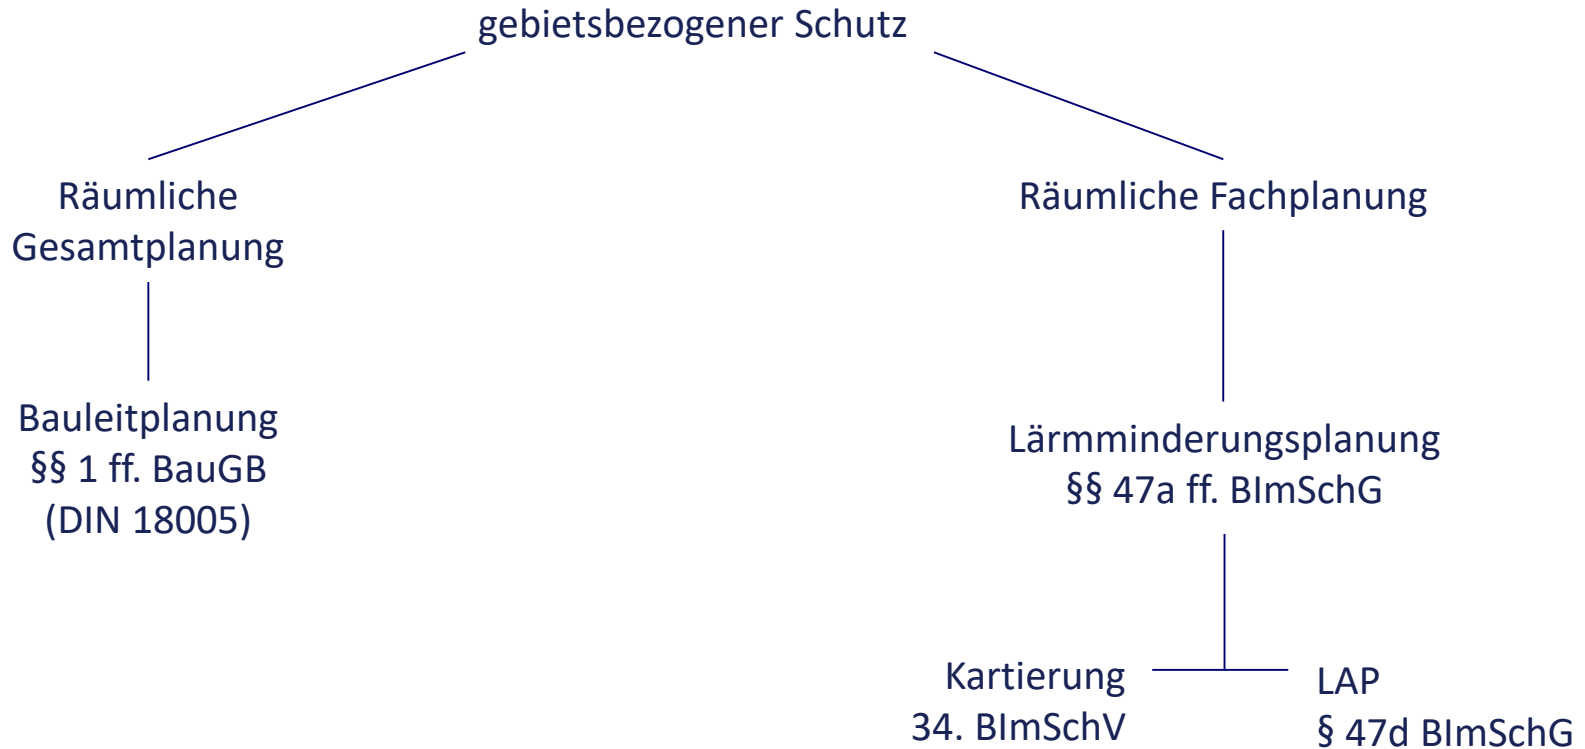 gebietsbezogener Schutz
Räumliche
Gesamtplanung
Bauleitplanung
§§ 1 ff. BauGB
(DIN 18005)
Räumliche Fachplanung
Lärmminderungsplanung
§§ 47a ff. BImSchG
Kartierung
34. BImSchV
LAP
§ 47d BImSchG